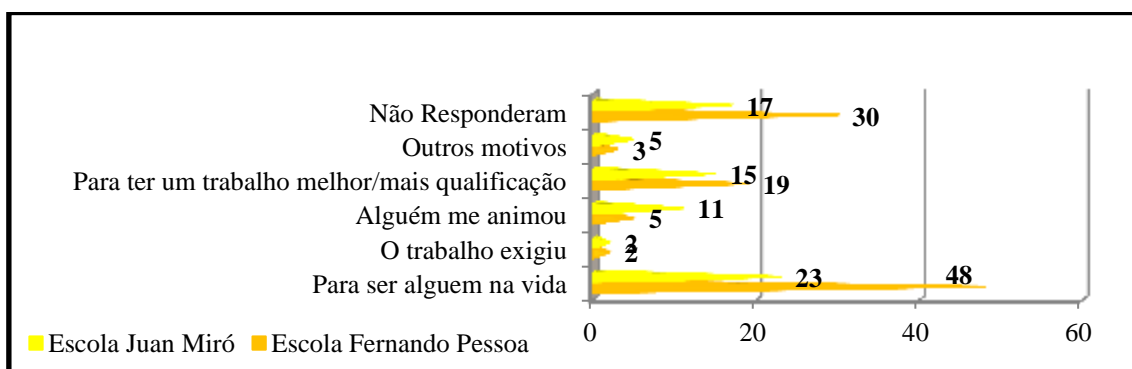 Não Responderam 17 30
Outros motivos 5 3
Para ter um trabalho melhor/mais qualificação 15 19
Alguém me animou 11 5
O trabalho exigiu 2
Para ser alguem na vida 23 48
0 20 40 60
Escola Juan Miró Escola Fernando Pessoa